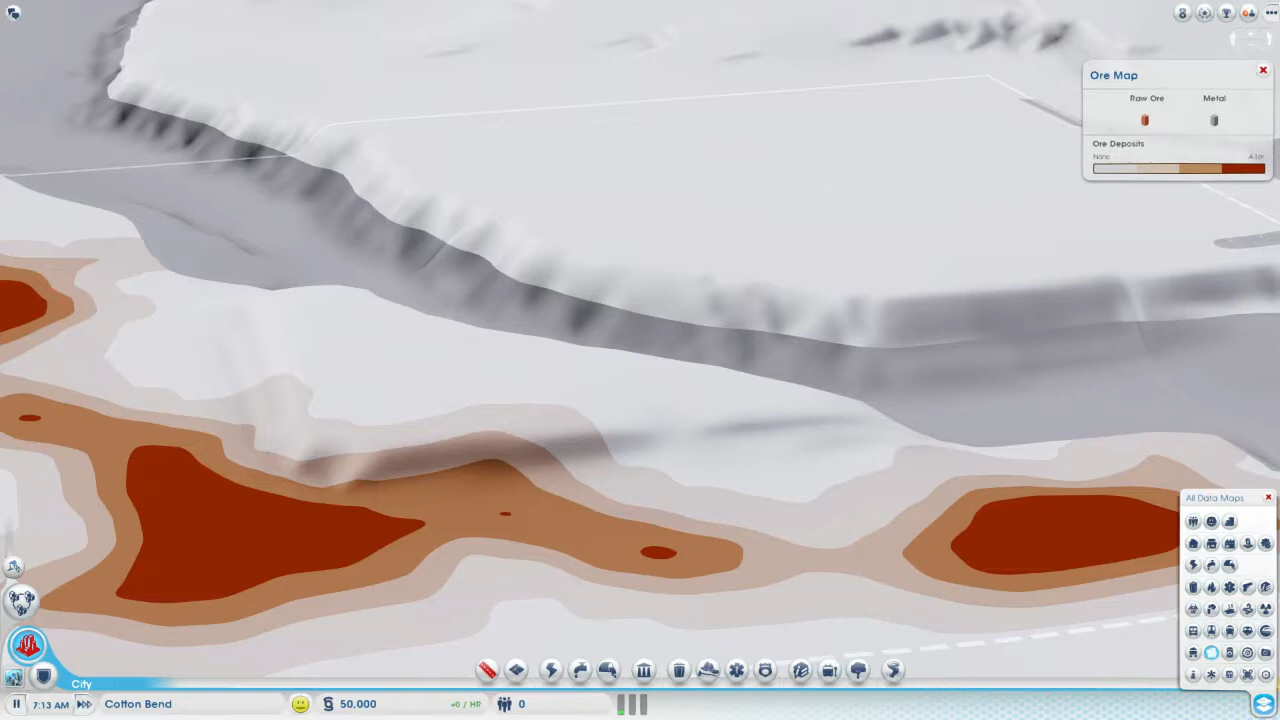 Ore Map
Raw Ore Metal
Ore Deposits
None A Lot
All Data Maps
City
7:13 AM Cotton Bend 50,000 +0 / HR 0